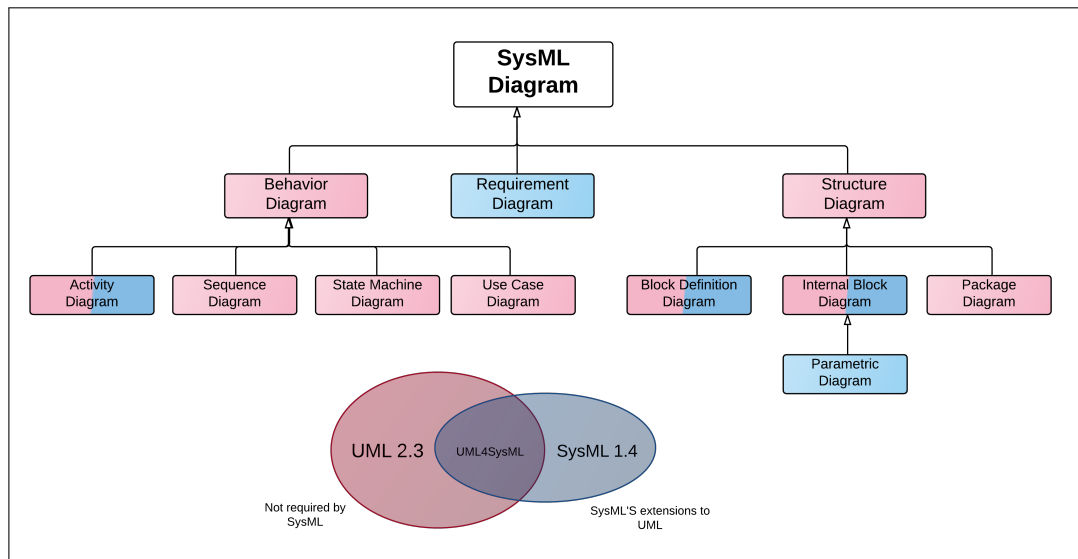 SysML
Diagram
Behavior
Diagram
Requirement
Diagram
Structure
Diagram
Activity
Diagram
Sequence
Diagram
State Machine
Diagram
Use Case
Diagram
Block Definition
Diagram
Internal Block
Diagram
Package
Diagram
Parametric
Diagram
UML 2.3
UML4SysML
SysML 1.4
Not required by
SysML
SysML'S extensions to
UML